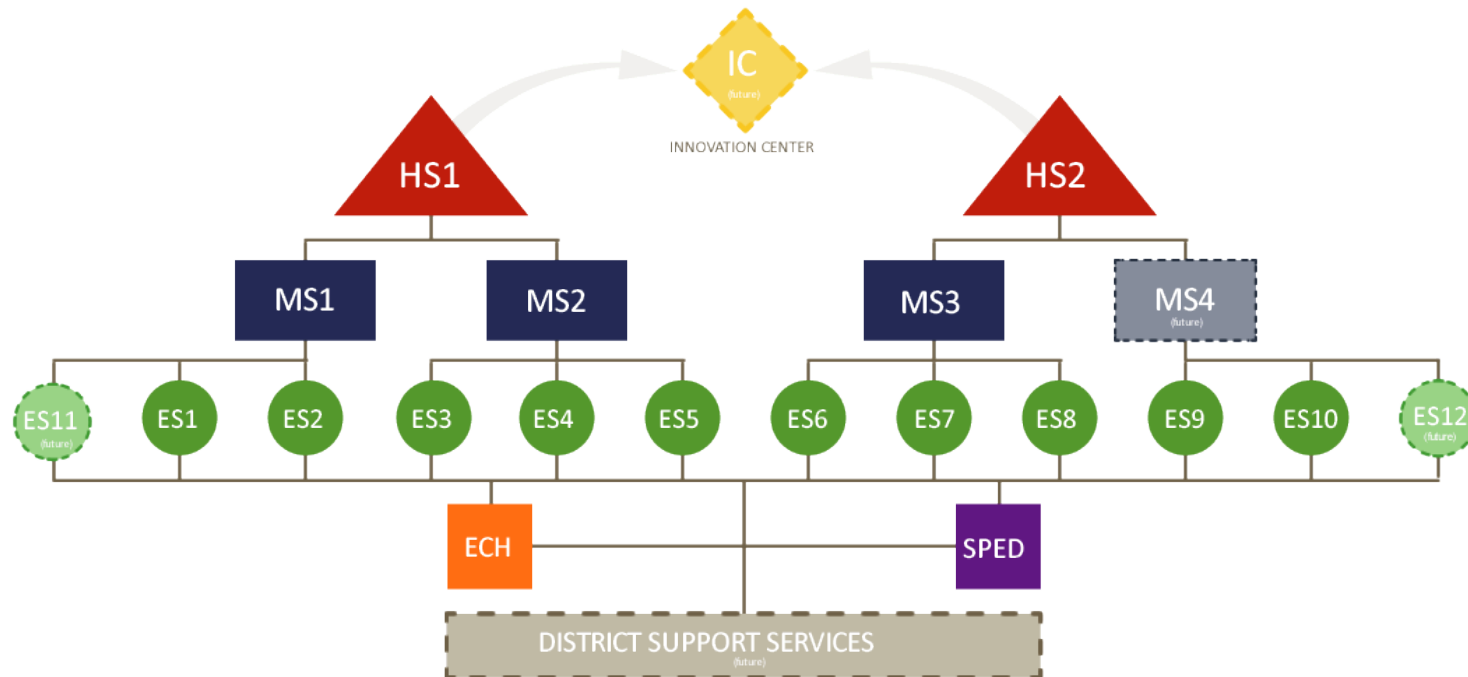 IC
(future)
INNOVATION CENTER
HS1
HS2
MS1
MS2
MS3
MS4
(future)
ES11
(future)
ES1
ES2
ES3
ES4
ES5
ES6
ES7
ES8
ES9
ES10
ES12
(future)
ECH
SPED
DISTRICT SUPPORT SERVICES
(future)